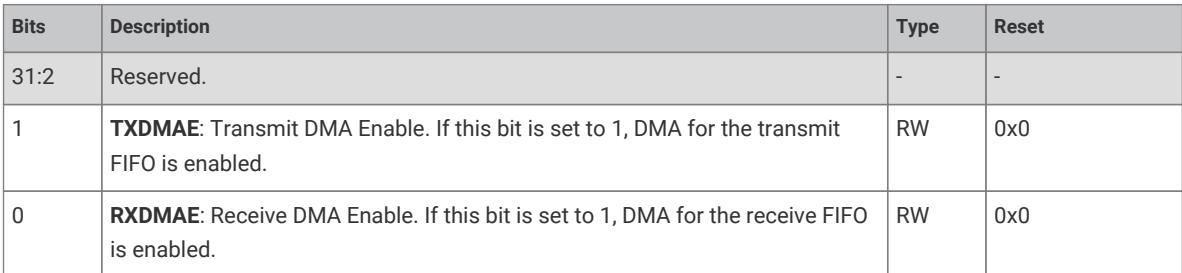 Bits Description Type Reset
31:2 Reserved. - -
1 TXDMAE: Transmit DMA Enable. If this bit is set to 1, DMA for the transmit RW 0x0
FIFO is enabled.
0 RXDMAE: Receive DMA Enable. If this bit is set to 1, DMA for the receive FIFO RW 0x0
is enabled.